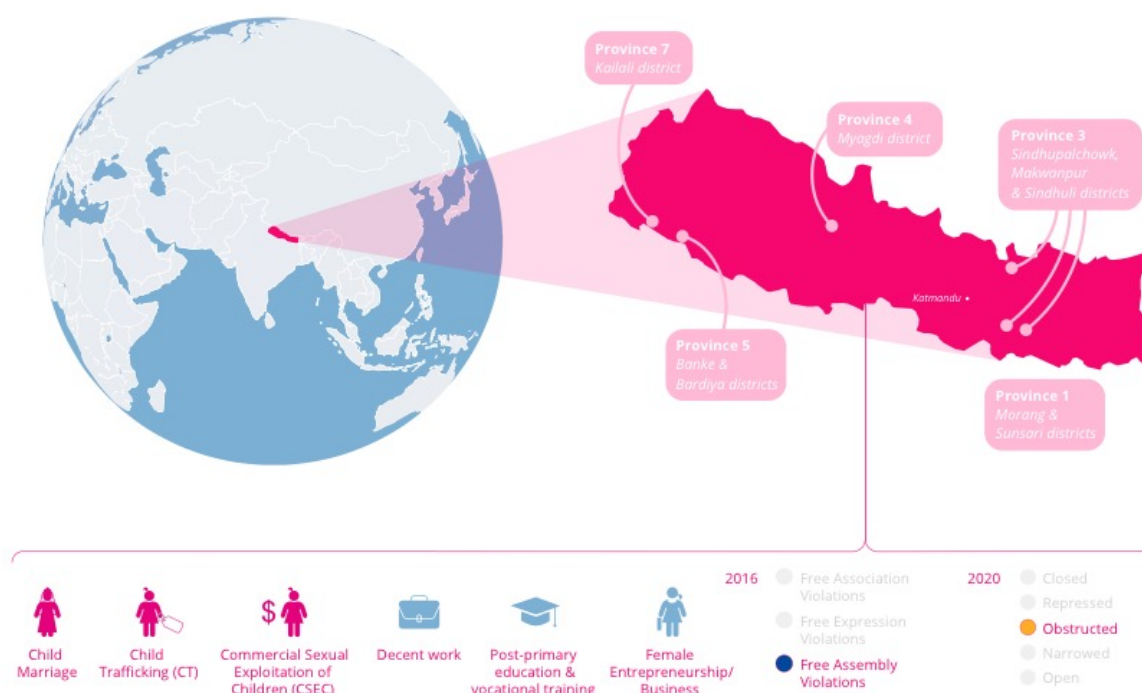 Province 7
Kailali district
Province 4
Myagdi district
Province 3
Sindhupalchowk,
Makwanpur
& Sindhuli districts
Katmandu
Province 5
Banke &
Bardiya districts
Province 1
Morang &
Sunsari districts
Child
Marriage
Child
Trafficking (CT)
$
Commercial Sexual
Exploitation of
Children (CSEC)
Decent work
Post-primary
education &
vocational training
Female
Entrepreneurship/
Business
2016
Free Association
Violations
Free Expression
Violations
Free Assembly
Violations
2020
Closed
Repressed
Obstructed
Narrowed
Open